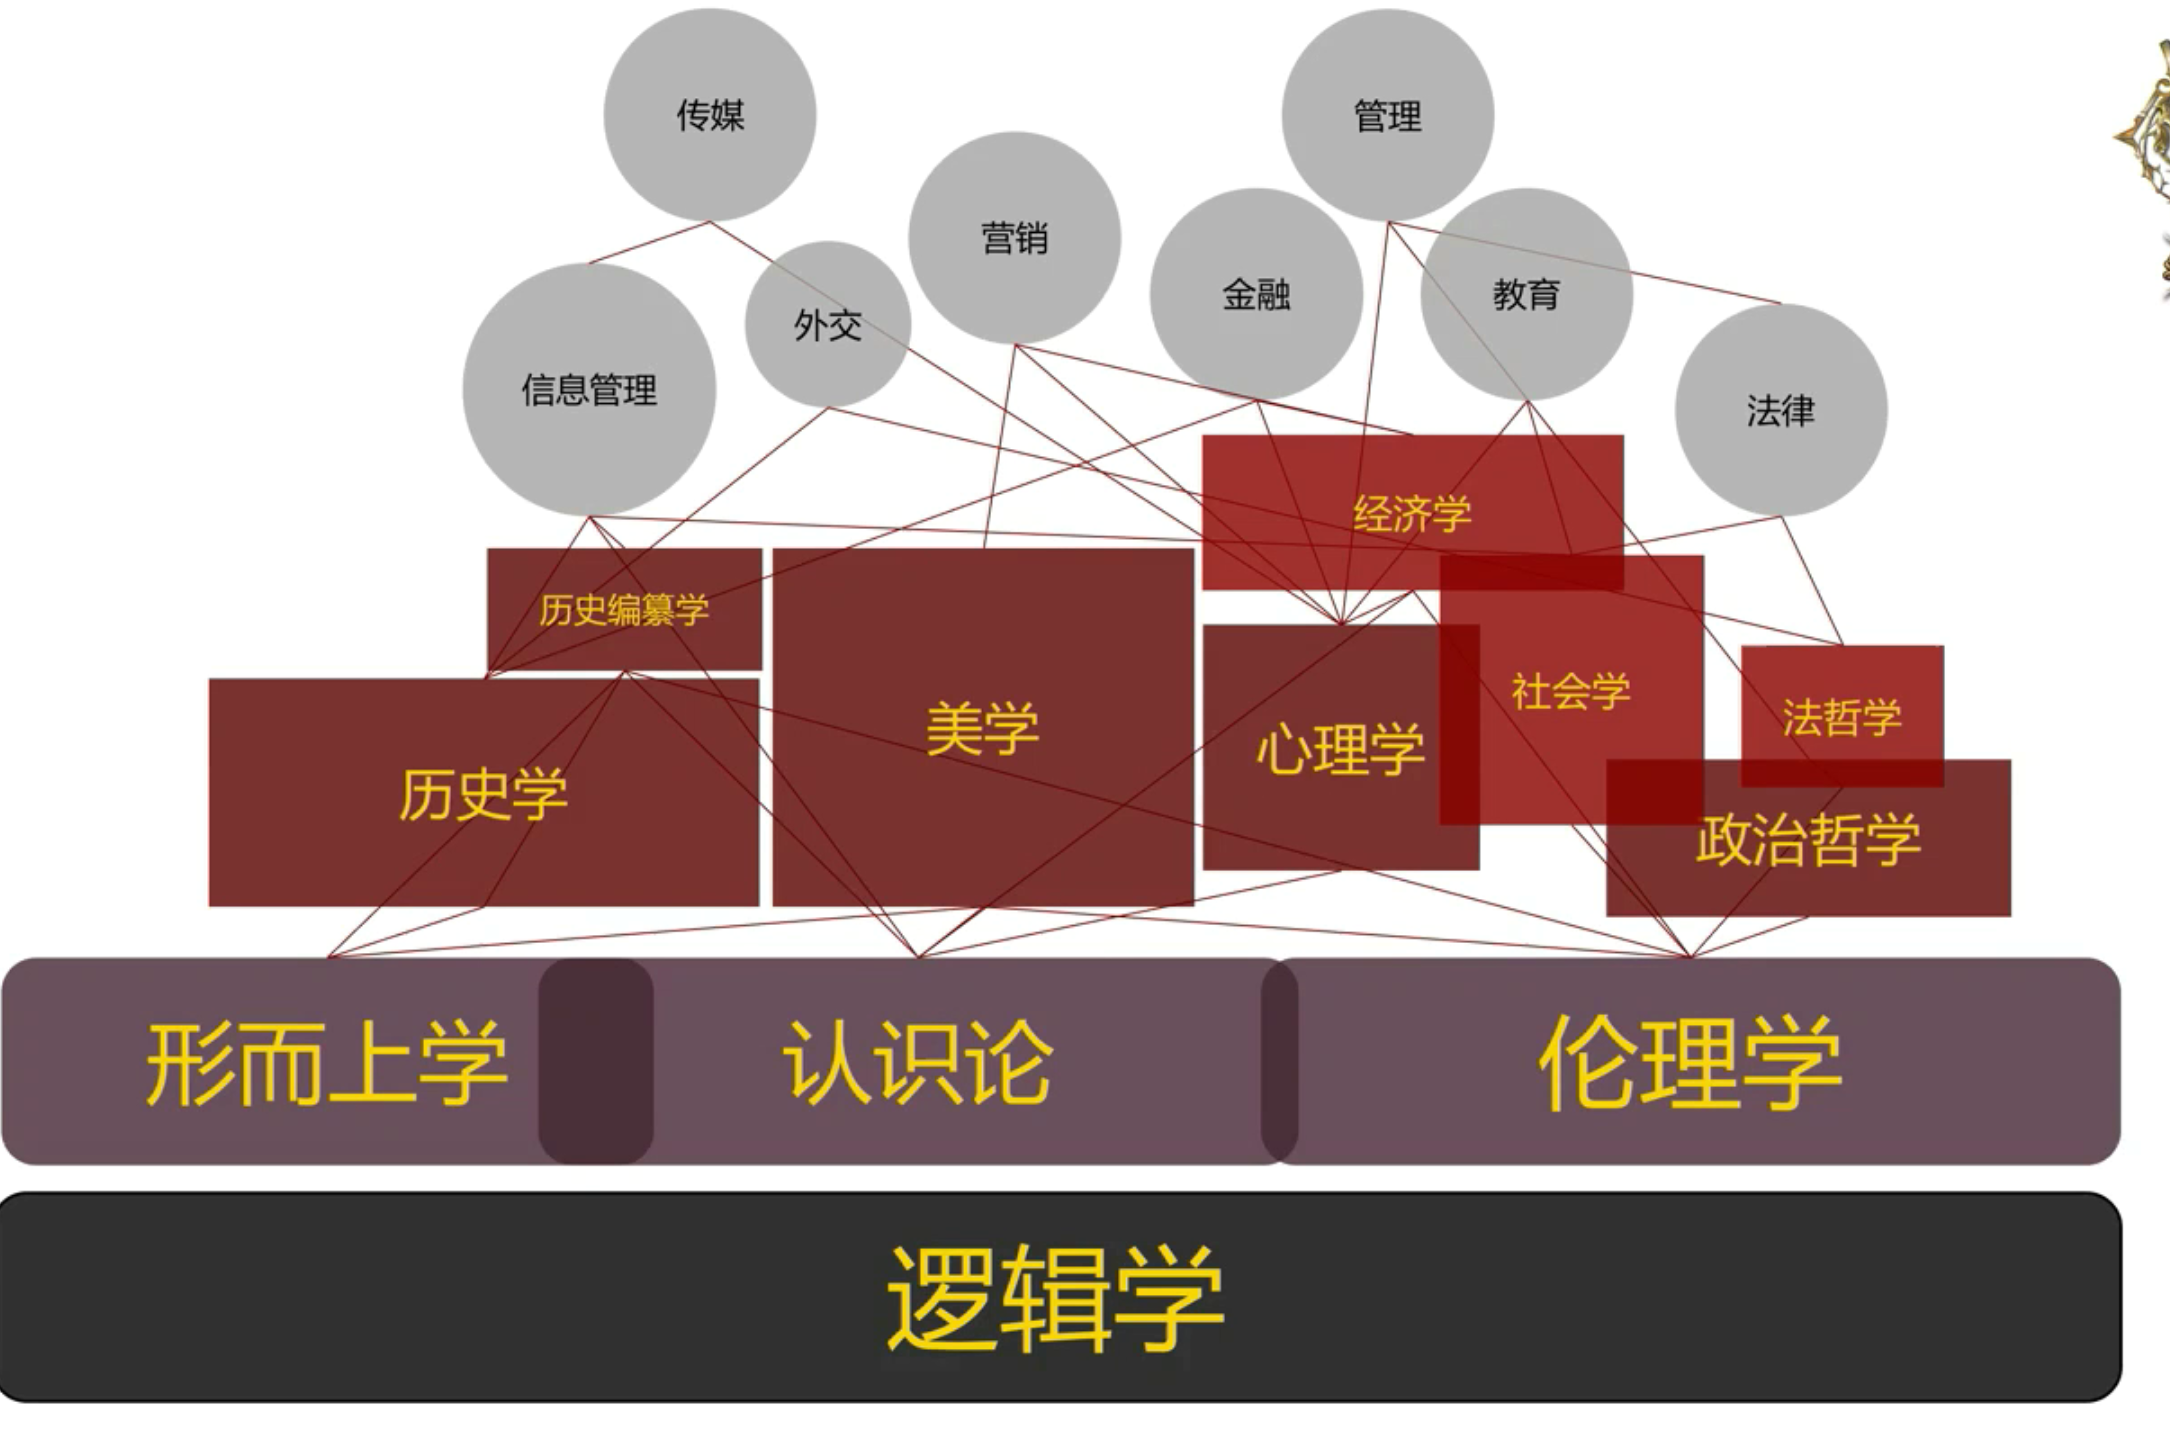 传媒
管理
营销
金融
教育
外交
信息管理
法律
经济学
历史编纂学
社会学
法哲学
美学
心理学
历史学
政治哲学
形而上学
认识论
伦理学
逻辑学